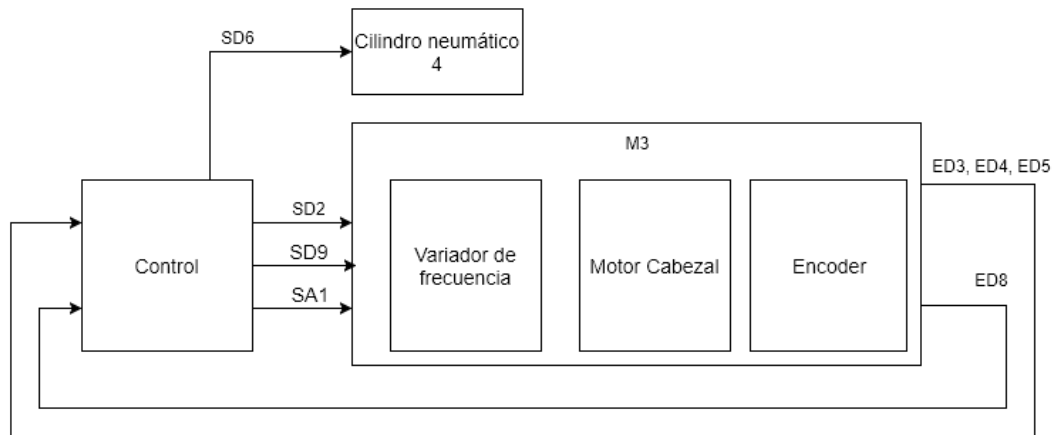 SD6
Cilindro neumático
4
M3
ED3, ED4, ED5
SD2
Control
SD9
SA1
Variador de
frecuencia
Motor Cabezal
Encoder
ED8